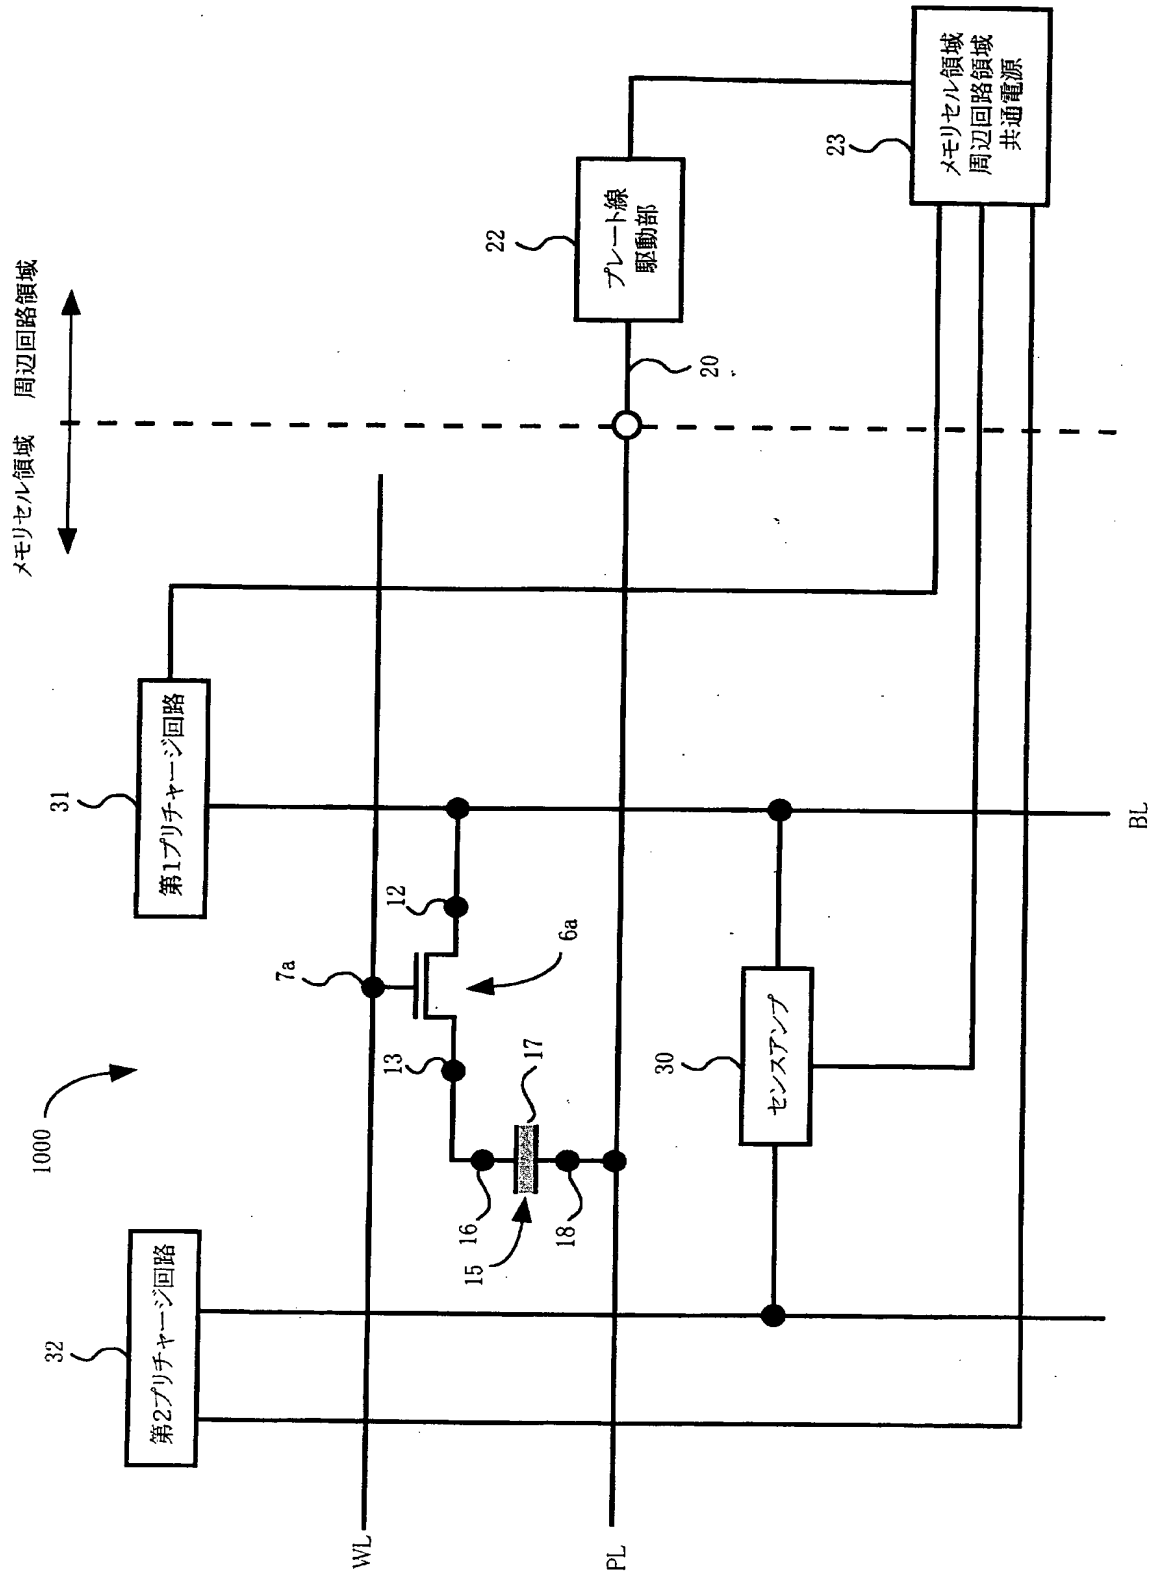 メモリセル領域 周辺回路領域
32
第2プリチャージ回路
31
第1プリチャージ回路
1000
WL
7a
13
12
6a
16
15
17
18
PL
20
22
プレート線
駆動部
30
センスアンプ
23
メモリセル領域
周辺回路領域
共通電源
BL